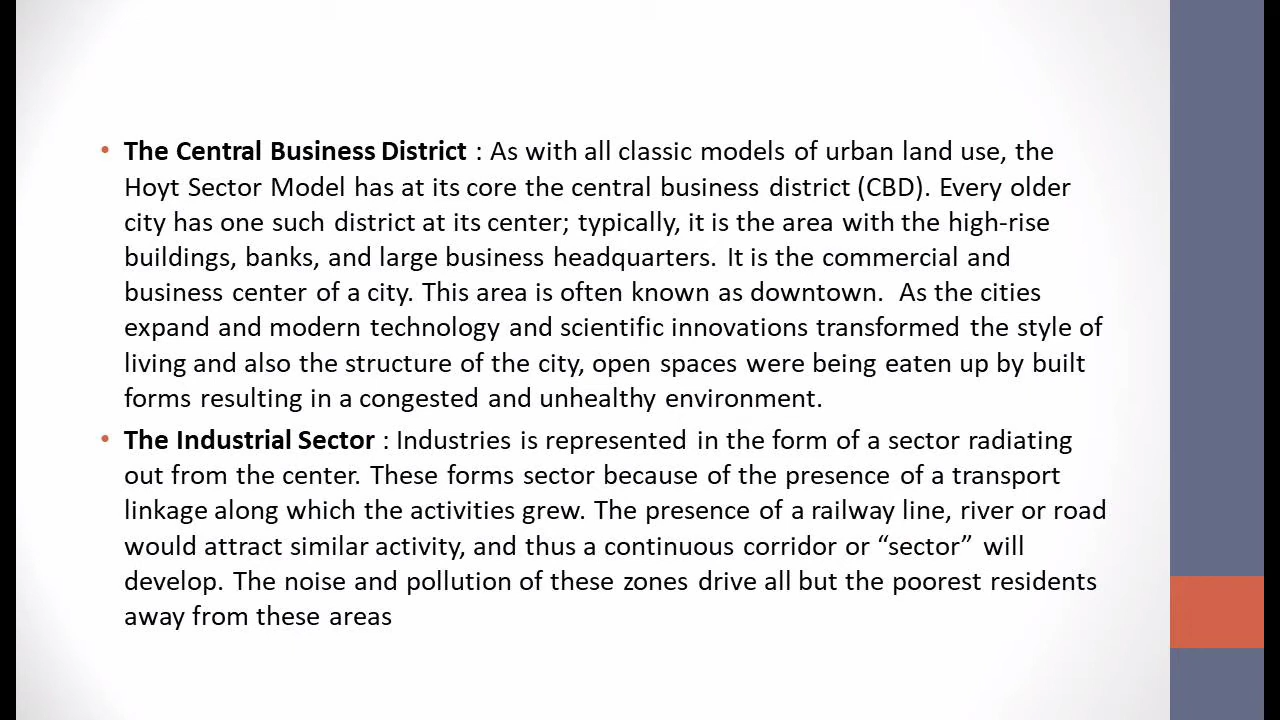 • The Central Business District : As with all classic models of urban land use, the
Hoyt Sector Model has at its core the central business district (CBD). Every older
city has one such district at its center; typically, it is the area with the high-rise
buildings, banks, and large business headquarters. It is the commercial and
business center of a city. This area is often known as downtown.  As the cities
expand and modern technology and scientific innovations transformed the style of
living and also the structure of the city, open spaces were being eaten up by built
forms resulting in a congested and unhealthy environment.
• The Industrial Sector : Industries is represented in the form of a sector radiating
out from the center. These forms sector because of the presence of a transport
linkage along which the activities grew. The presence of a railway line, river or road
would attract similar activity, and thus a continuous corridor or “sector” will
develop. The noise and pollution of these zones drive all but the poorest residents
away from these areas